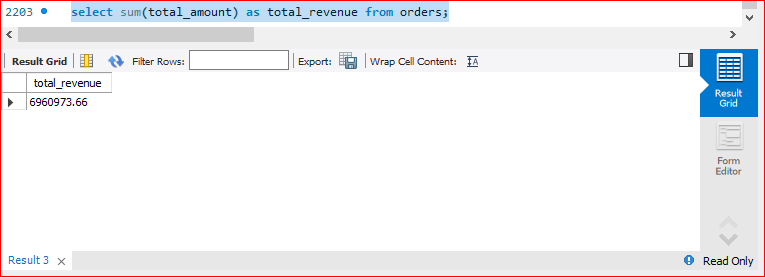 2203 select sum(total_amount) as total_revenue from orders;
Result Grid Filter Rows: Export: Wrap Cell Content:
total_revenue
6960973.66
Result
Grid
Form
Editor
Result 3 × Read Only